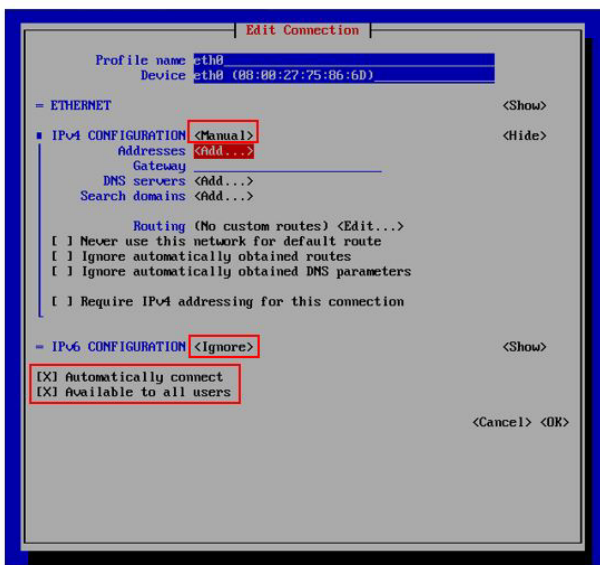 Edit Connection
Profile name eth0
Device eth0 (08:00:27:75:86:6D)
= ETHERNET <Show>
IPv4 CONFIGURATION <Manual> <Hide>
Addresses <Add...>
Gateway
DNS servers <Add...>
Search domains <Add...>
Routing (No custom routes) <Edit...>
[ ] Never use this network for default route
[ ] Ignore automatically obtained routes
[ ] Ignore automatically obtained DNS parameters
[ ] Require IPv4 addressing for this connection
= IPv6 CONFIGURATION <Ignore> <Show>
[X] Automatically connect
[X] Available to all users
<Cancel> <OK>